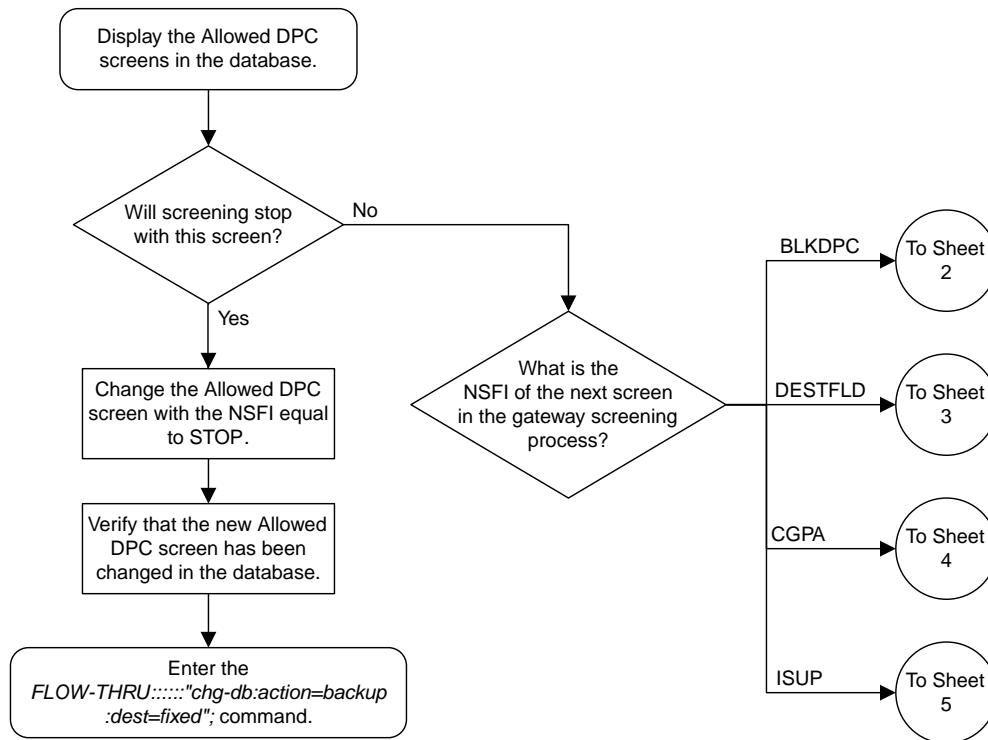 Display the Allowed DPC
screens in the database.
Will screening stop
with this screen?
No
Yes
Change the Allowed DPC
screen with the NSFI equal
to STOP.
Verify that the new Allowed
DPC screen has been
changed in the database.
Enter the
FLOW-THRU::::::"chg-db:action=backup
:dest=fixed"; command.
What is the
NSFI of the next screen
in the gateway screening
process?
BLKDPC
To Sheet
2
DESTFLD
To Sheet
3
CGPA
To Sheet
4
ISUP
To Sheet
5